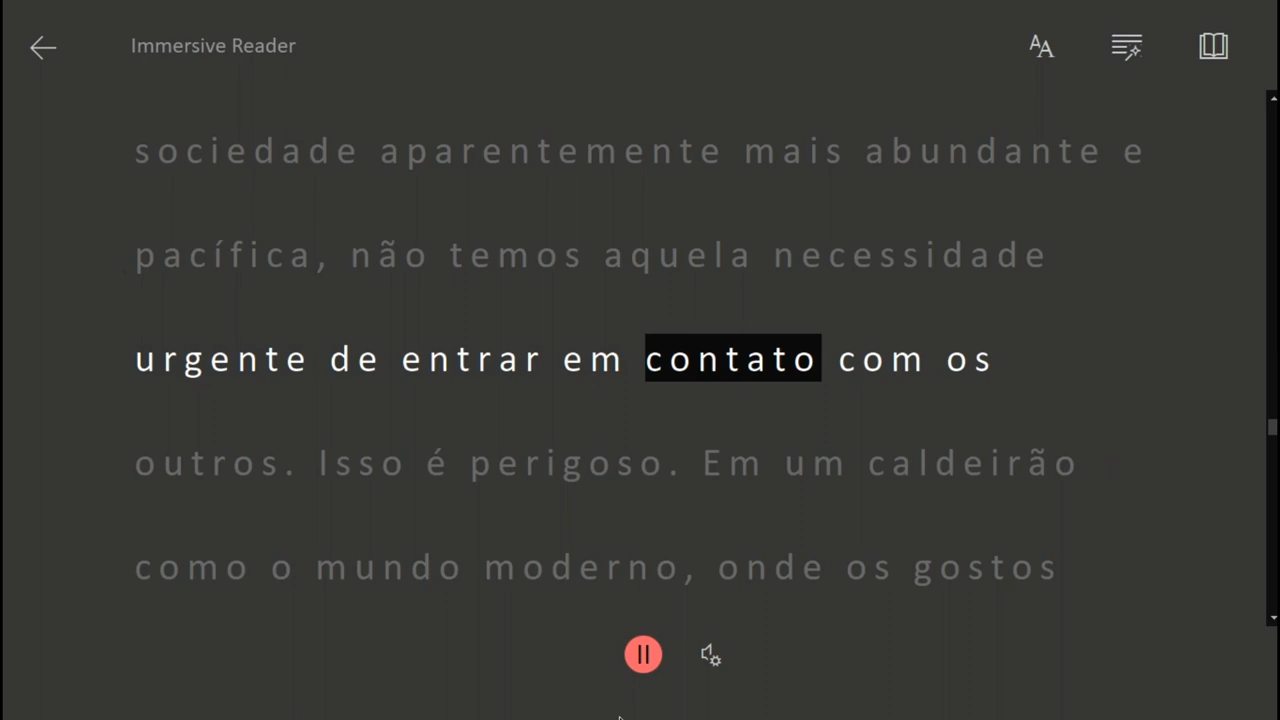 Immersive Reader
sociedade aparentemente mais abundante e
pacífica, não temos aquela necessidade
urgente de entrar em contato com os
outros. Isso é perigoso. Em um caldeirão
como o mundo moderno, onde os gostos